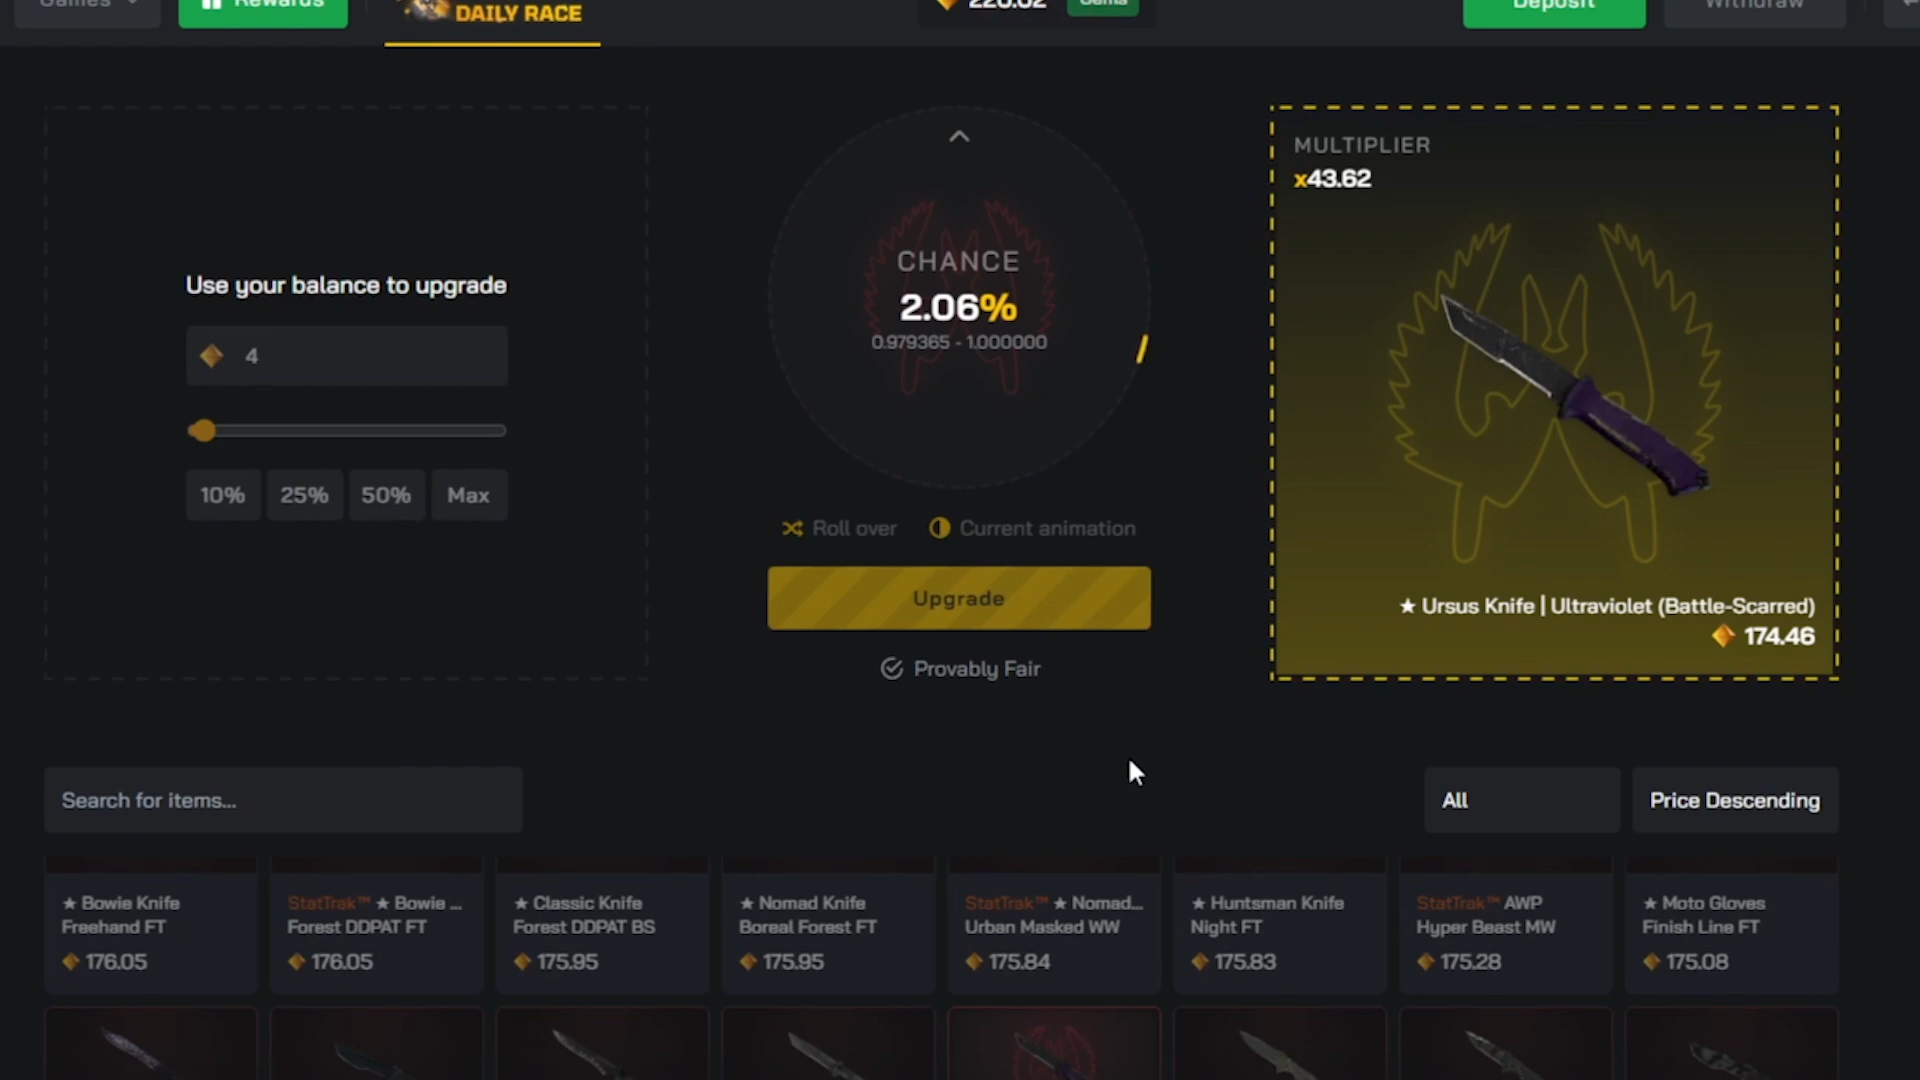 Games
Rewards
DAILY RACE
Gems
Deposit
Withdraw
MULTIPLIER
x43.62
CHANCE
2.06%
0.979365 - 1.000000
Use your balance to upgrade
4
10%
25%
50%
Max
Roll over
Current animation
Upgrade
Provably Fair
★ Ursus Knife | Ultraviolet (Battle-Scarred)
174.46
Search for items...
All
Price Descending
★ Bowie Knife
Freehand FT
176.05
StatTrak™ ★ Bowie ...
Forest DDPAT FT
176.05
★ Classic Knife
Forest DDPAT BS
175.95
★ Nomad Knife
Boreal Forest FT
175.95
StatTrak™ ★ Nomad...
Urban Masked WW
175.84
★ Huntsman Knife
Night FT
175.83
StatTrak™ AWP
Hyper Beast MW
175.28
★ Moto Gloves
Finish Line FT
175.08